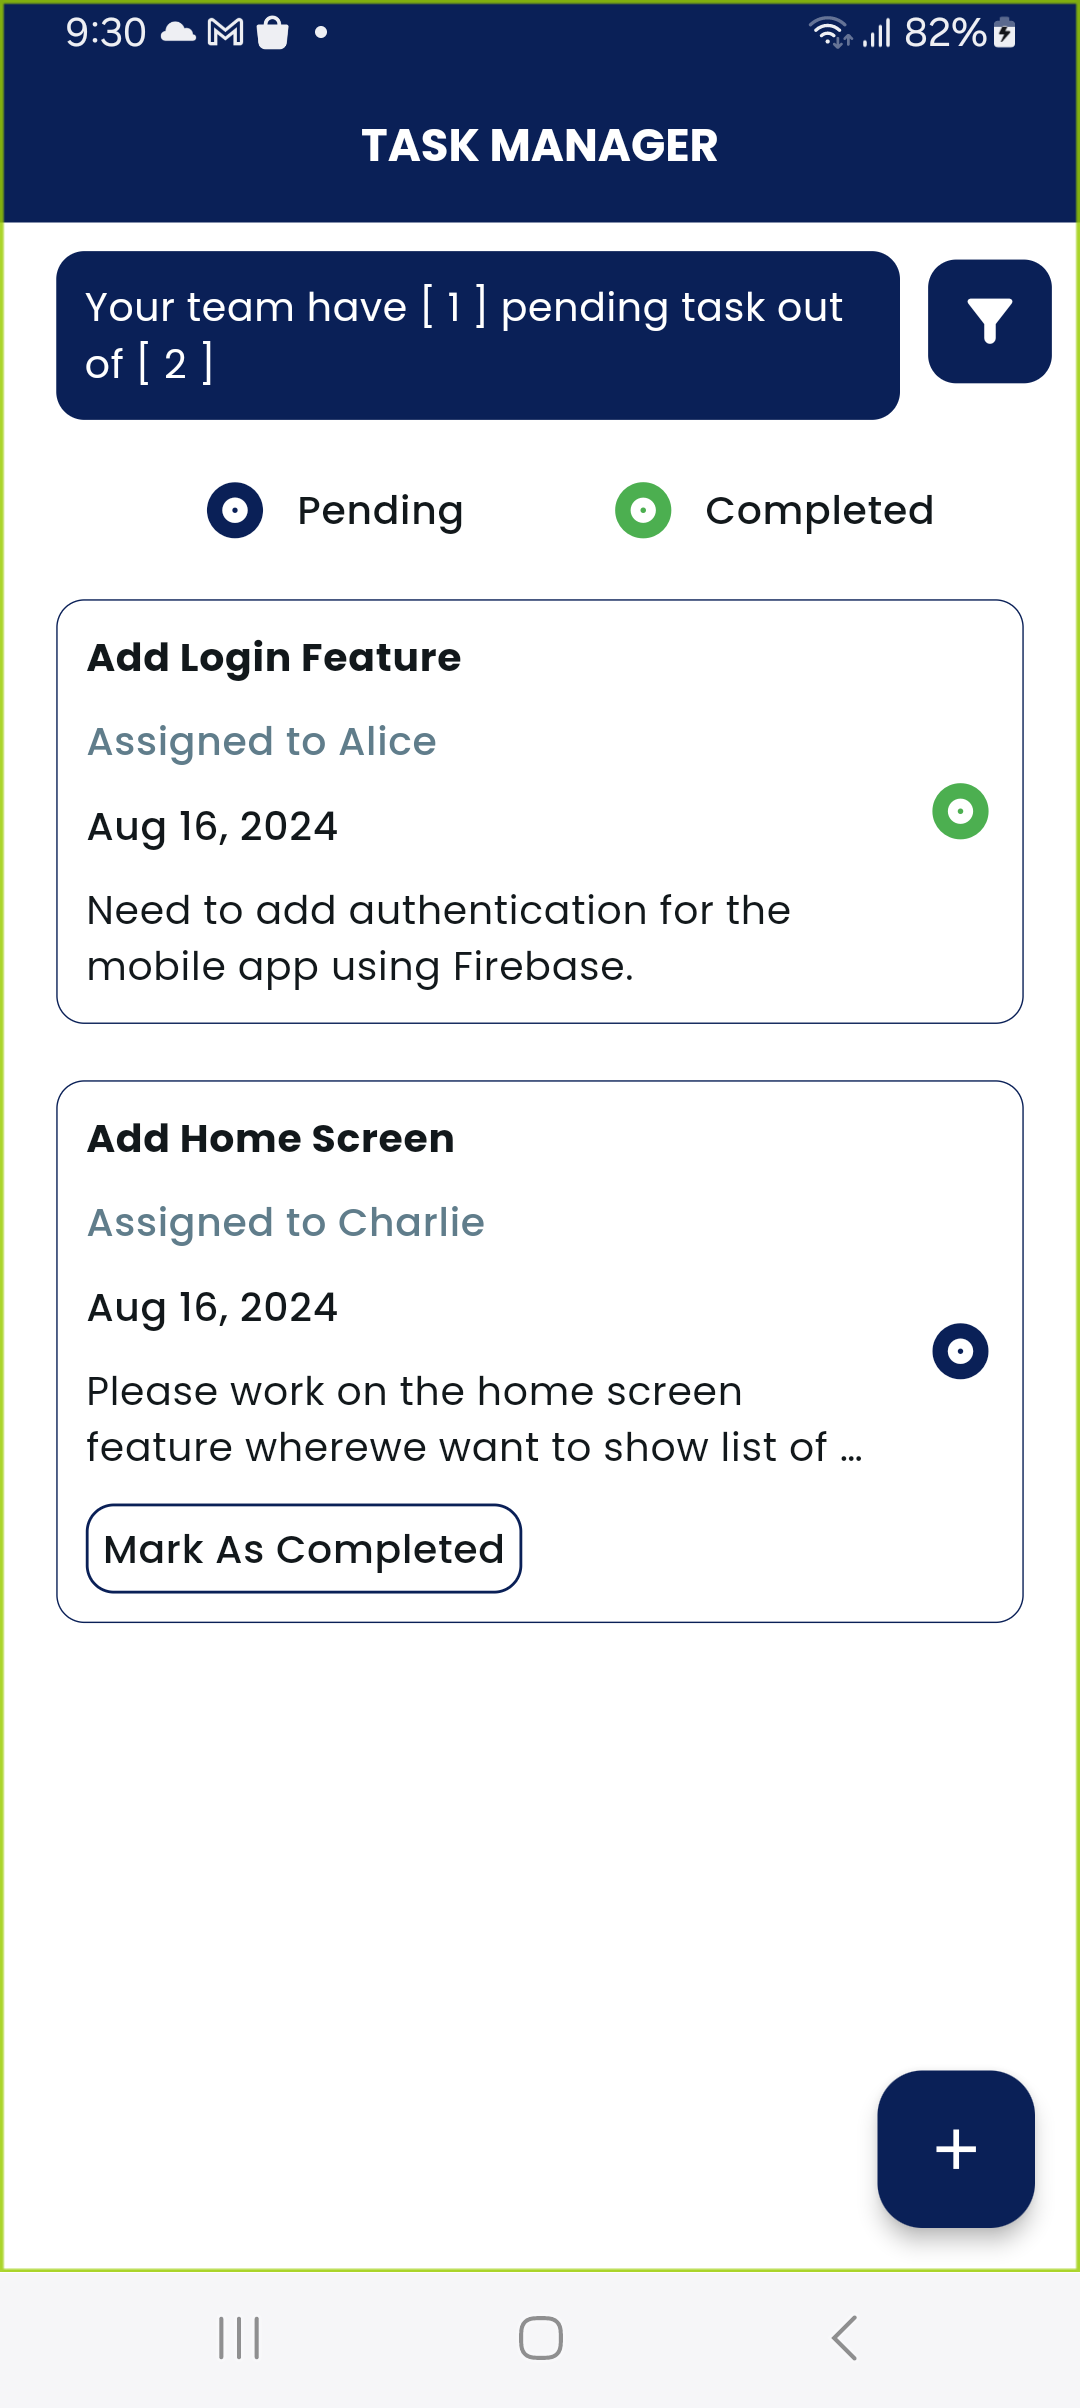 9:30
82%
TASK MANAGER
Your team have [ 1 ] pending task out
of [ 2 ]
Pending
Completed
Add Login Feature
Assigned to Alice
Aug 16, 2024
Need to add authentication for the
mobile app using Firebase.
Add Home Screen
Assigned to Charlie
Aug 16, 2024
Please work on the home screen
feature wherewe want to show list of ...
Mark As Completed